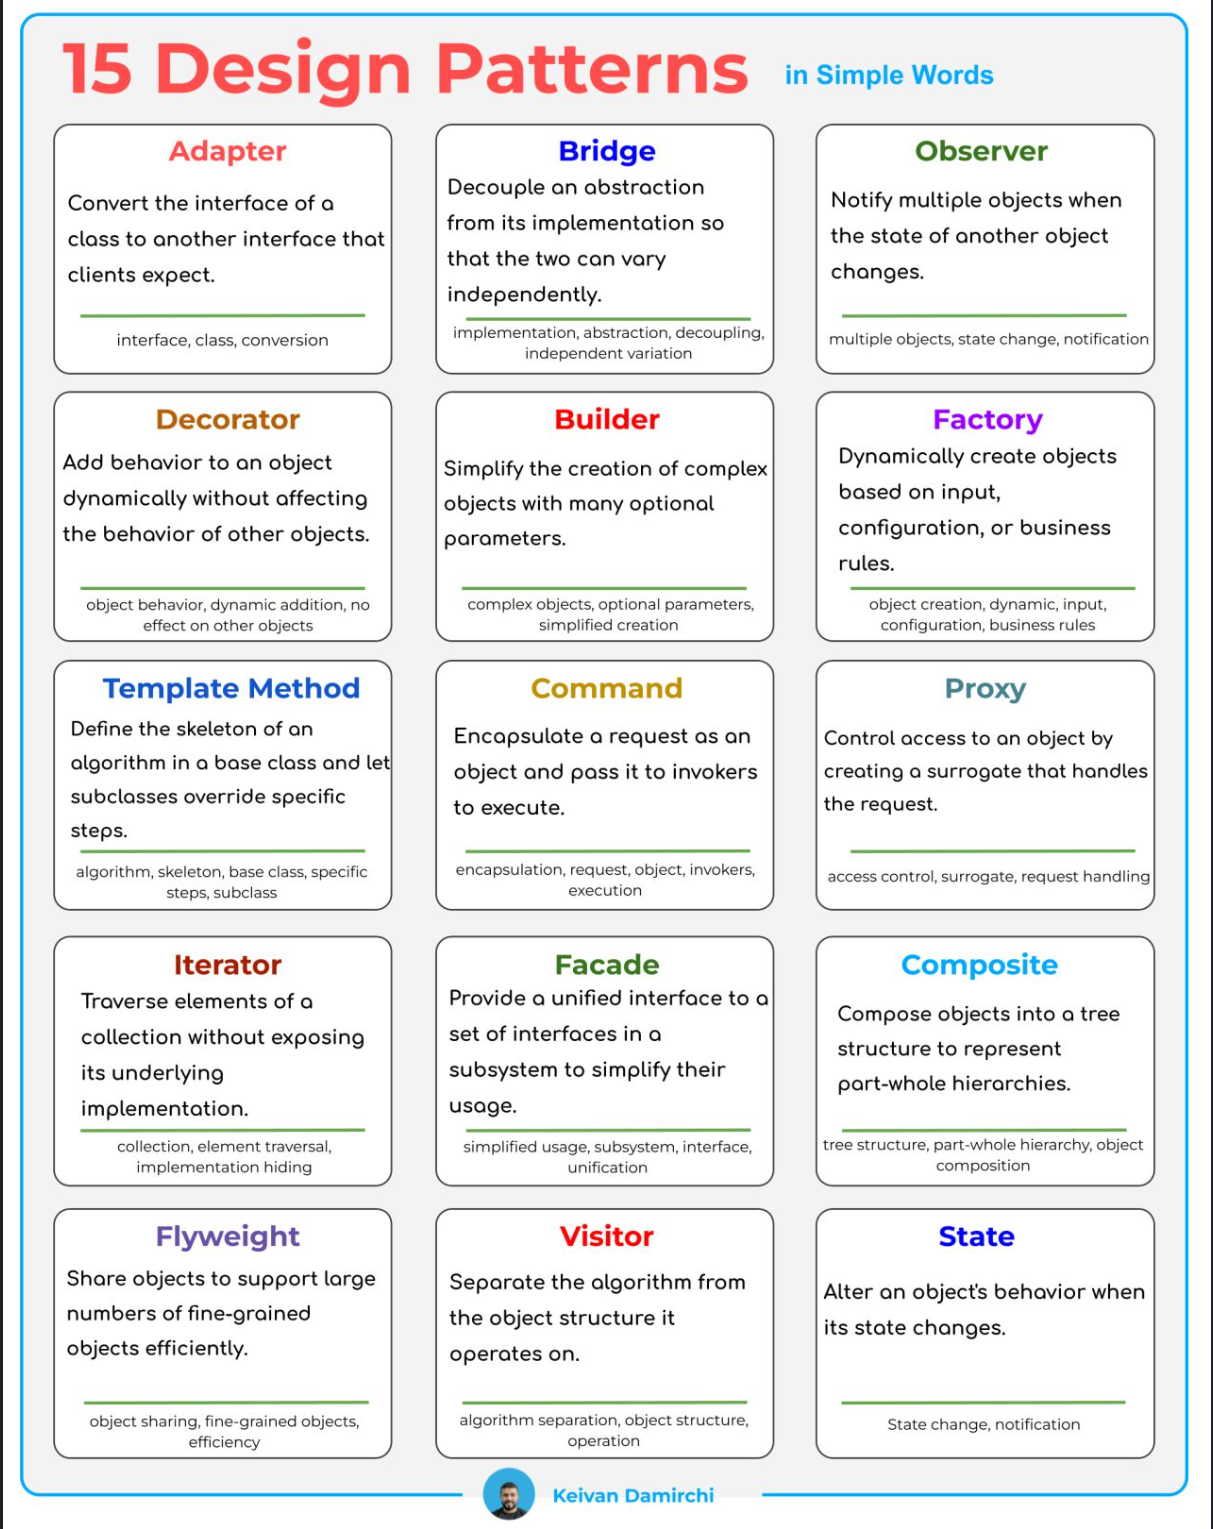 15 Design Patterns in Simple Words
Adapter
Convert the interface of a
class to another interface that
clients expect.
interface, class, conversion
Bridge
Decouple an abstraction
from its implementation so
that the two can vary
independently.
implementation, abstraction, decoupling,
independent variation
Observer
Notify multiple objects when
the state of another object
changes.
multiple objects, state change, notification
Decorator
Add behavior to an object
dynamically without affecting
the behavior of other objects.
object behavior, dynamic addition, no
effect on other objects
Builder
Simplify the creation of complex
objects with many optional
parameters.
complex objects, optional parameters,
simplified creation
Factory
Dynamically create objects
based on input,
configuration, or business
rules.
object creation, dynamic, input,
configuration, business rules
Template Method
Define the skeleton of an
algorithm in a base class and let
subclasses override specific
steps.
algorithm, skeleton, base class, specific
steps, subclass
Command
Encapsulate a request as an
object and pass it to invokers
to execute.
encapsulation, request, object, invokers,
execution
Proxy
Control access to an object by
creating a surrogate that handles
the request.
access control, surrogate, request handling
Iterator
Traverse elements of a
collection without exposing
its underlying
implementation.
collection, element traversal,
implementation hiding
Facade
Provide a unified interface to a
set of interfaces in a
subsystem to simplify their
usage.
simplified usage, subsystem, interface,
unification
Composite
Compose objects into a tree
structure to represent
part-whole hierarchies.
tree structure, part-whole hierarchy, object
composition
Flyweight
Share objects to support large
numbers of fine-grained
objects efficiently.
object sharing, fine-grained objects,
efficiency
Visitor
Separate the algorithm from
the object structure it
operates on.
algorithm separation, object structure,
operation
State
Alter an object's behavior when
its state changes.
State change, notification
Keivan Damirchi